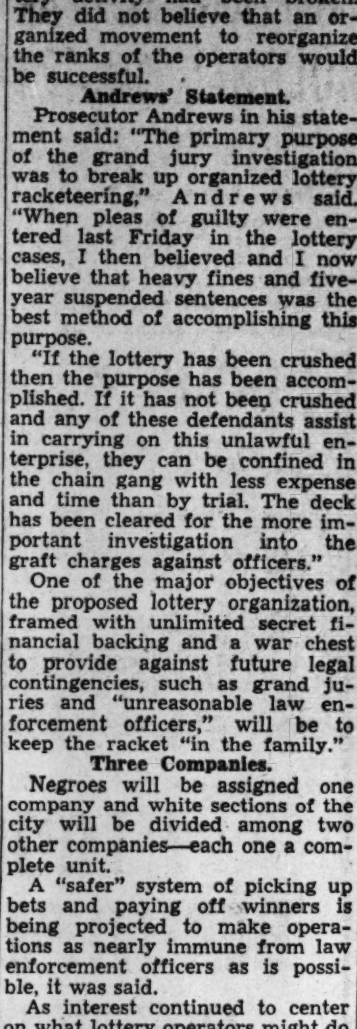 They did not believe that an or-
ganized movement to reorganize
the ranks of the operators would
be successful.
Andrews' Statement.
Prosecutor Andrews in his state-
ment said: "The primary purpose
of the grand jury investigation
was to break up organized lottery
racketeering," Andrews said.
"When pleas of guilty were en-
tered last Friday in the lottery
cases, I then believed and I now
believe that heavy fines and five-
year suspended sentences was the
best method of accomplishing this
purpose.
"If the lottery has been crushed
then the purpose has been accom-
plished. If it has not been crushed
and any of these defendants assist
in carrying on this unlawful en-
terprise, they can be confined in
the chain gang with less expense
and time than by trial. The deck
has been cleared for the more im-
portant investigation into the
graft charges against officers."
One of the major objectives of
the proposed lottery organization,
framed with unlimited secret fi-
nancial backing and a war chest
to provide against future legal
contingencies, such as grand ju-
ries and "unreasonable law en-
forcement officers," will be to
keep the racket "in the family."
Three Companies.
Negroes will be assigned one
company and white sections of the
city will be divided among two
other companies—each one a com-
plete unit.
A "safer" system of picking up
bets and paying off winners is
being projected to make opera-
tions as nearly immune from law
enforcement officers as is possi-
ble, it was said.
As interest continued to center
on what lottery operators might de-